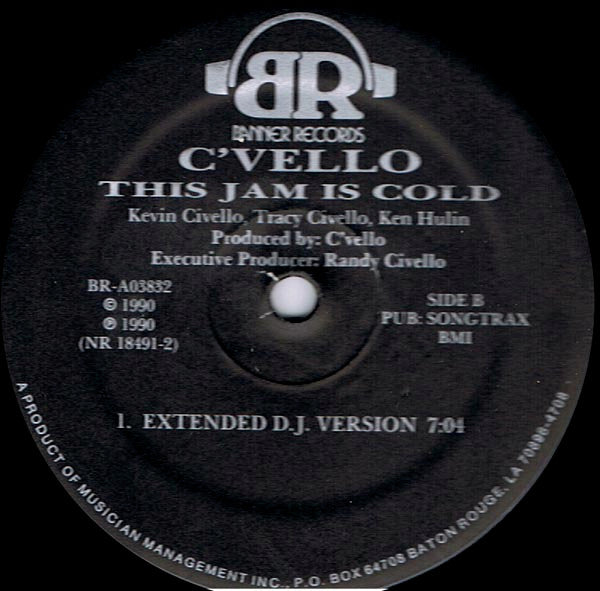 BR
BANNER RECORDS
C'VELLO
THIS JAM IS COLD
Kevin Civello, Tracy Civello, Ken Hulin
Produced by: C'vello
Executive Producer: Randy Civello
BR-A03832
© 1990
℗ 1990
(NR 18491-2)
SIDE B
PUB: SONGTRAX
BMI
1. EXTENDED D.J. VERSION 7:04
A PRODUCT OF MUSICIAN MANAGEMENT INC., P.O. BOX 64708 BATON ROUGE, LA 70896-4708